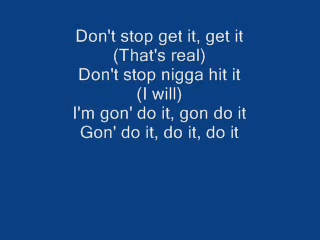 Don't stop get it, get it
(That's real)
Don't stop nigga hit it
(I will)
I'm gon' do it, gon do it
Gon' do it, do it, do it